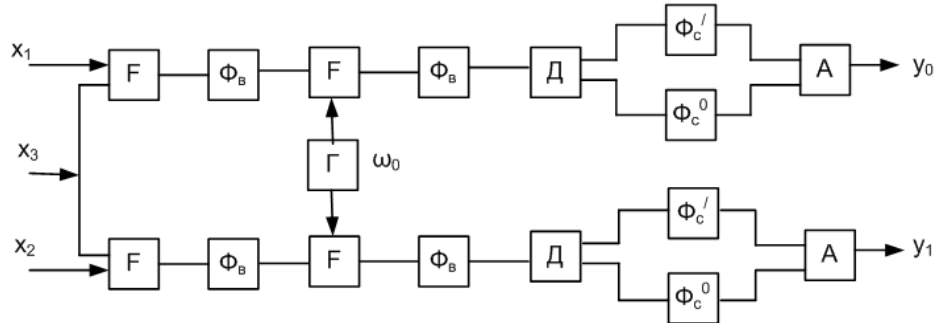 x₁ F Фв F Фв Д Фс/ А y₀
Фс⁰
x₃ Г ω₀
x₂ F Фв F Фв Д Фс/ А y₁
Фс⁰